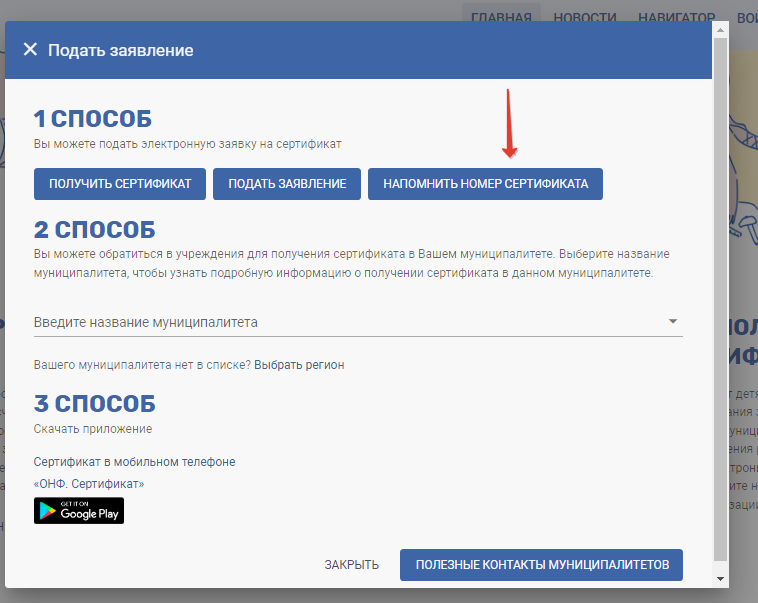 ГЛАВНАЯ НОВОСТИ НАВИГАТОР
Подать заявление
1 СПОСОБ
Вы можете подать электронную заявку на сертификат
ПОЛУЧИТЬ СЕРТИФИКАТ ПОДАТЬ ЗАЯВЛЕНИЕ НАПОМНИТЬ НОМЕР СЕРТИФИКАТА
2 СПОСОБ
Вы можете обратиться в учреждения для получения сертификата в Вашем муниципалитете. Выберите название
муниципалитета, чтобы узнать подробную информацию о получении сертификата в данном муниципалитете.
Введите название муниципалитета
Вашего муниципалитета нет в списке? Выбрать регион
3 СПОСОБ
Скачать приложение
Сертификат в мобильном телефоне
«ОНФ. Сертификат»
GET IT ON
Google Play
ЗАКРЫТЬ ПОЛЕЗНЫЕ КОНТАКТЫ МУНИЦИПАЛИТЕТОВ